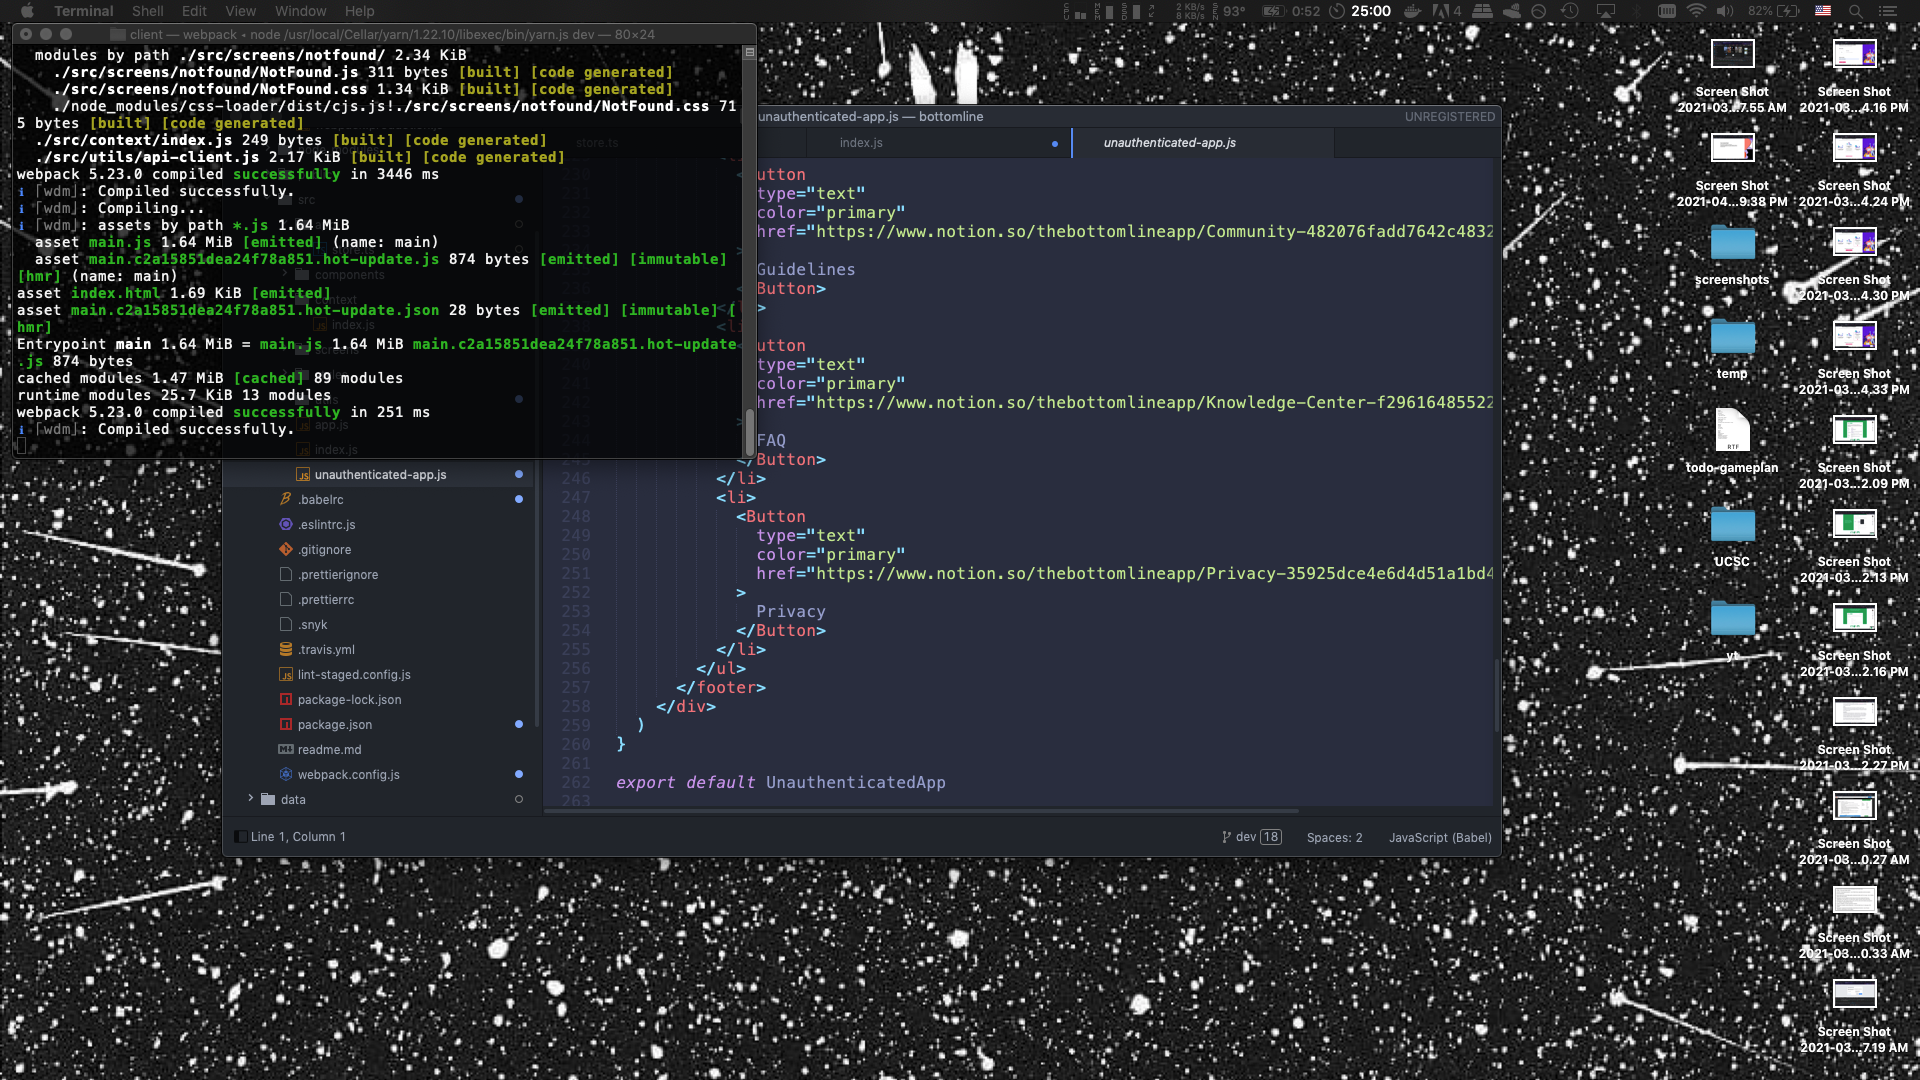 Terminal Shell Edit View Window Help
2 KB/s
8 KB/s
93° 0:52 25:00 4 82%
client — webpack • node /usr/local/Cellar/yarn/1.22.10/libexec/bin/yarn.js dev — 80×24
modules by path ./src/screens/notfound/ 2.34 KiB
./src/screens/notfound/NotFound.js 311 bytes [built] [code generated]
./src/screens/notfound/NotFound.css 1.34 KiB [built] [code generated]
./node_modules/css-loader/dist/cjs.js!./src/screens/notfound/NotFound.css 71
5 bytes [built] [code generated]
./src/context/index.js 249 bytes [built] [code generated]
./src/utils/api-client.js 2.17 KiB [built] [code generated]
webpack 5.23.0 compiled successfully in 3446 ms
ℹ ｢wdm｣: Compiled successfully.
ℹ ｢wdm｣: Compiling...
ℹ ｢wdm｣: assets by path *.js 1.64 MiB
asset main.js 1.64 MiB [emitted] (name: main)
asset main.c2a15851dea24f78a851.hot-update.js 874 bytes [emitted] [immutable]
[hmr] (name: main)
asset index.html 1.69 KiB [emitted]
asset main.c2a15851dea24f78a851.hot-update.json 28 bytes [emitted] [immutable] [
hmr]
Entrypoint main 1.64 MiB = main.js 1.64 MiB main.c2a15851dea24f78a851.hot-update
.js 874 bytes
cached modules 1.47 MiB [cached] 89 modules
runtime modules 25.7 KiB 13 modules
webpack 5.23.0 compiled successfully in 251 ms
ℹ ｢wdm｣: Compiled successfully.
store.js
src
components
context
index.js
screens
app.js
index.js
unauthenticated-app.js
.babelrc
.eslintrc.js
.gitignore
.prettierignore
.prettierrc
.snyk
.travis.yml
lint-staged.config.js
package-lock.json
package.json
readme.md
webpack.config.js
data
unauthenticated-app.js — bottomline
UNREGISTERED
index.js
unauthenticated-app.js
utton
type="text"
color="primary"
href="https://www.notion.so/thebottomlineapp/Community-482076fadd7642c4832
Guidelines
Button>
>
utton
type="text"
color="primary"
href="https://www.notion.so/thebottomlineapp/Knowledge-Center-f29616485522
FAQ
245 </Button>
246 </li>
247 <li>
248 <Button
249 type="text"
250 color="primary"
251 href="https://www.notion.so/thebottomlineapp/Privacy-35925dce4e6d4d51a1bd4
252 >
253 Privacy
254 </Button>
255 </li>
256 </ul>
257 </footer>
258 </div>
259 )
260 }
261
262 export default UnauthenticatedApp
263
Line 1, Column 1
dev 18
Spaces: 2
JavaScript (Babel)
Screen Shot
2021-03...7.55 AM
Screen Shot
2021-03...4.16 PM
Screen Shot
2021-04...9.38 PM
Screen Shot
2021-03...4.24 PM
screenshots
Screen Shot
2021-03...4.30 PM
temp
Screen Shot
2021-03...4.33 PM
RTF
todo-gameplan
Screen Shot
2021-03...2.09 PM
UCSC
Screen Shot
2021-03...2.13 PM
yt
Screen Shot
2021-03...2.16 PM
Screen Shot
2021-03...2.27 PM
Screen Shot
2021-03...0.27 AM
Screen Shot
2021-03...0.33 AM
Screen Shot
2021-03...7.19 AM